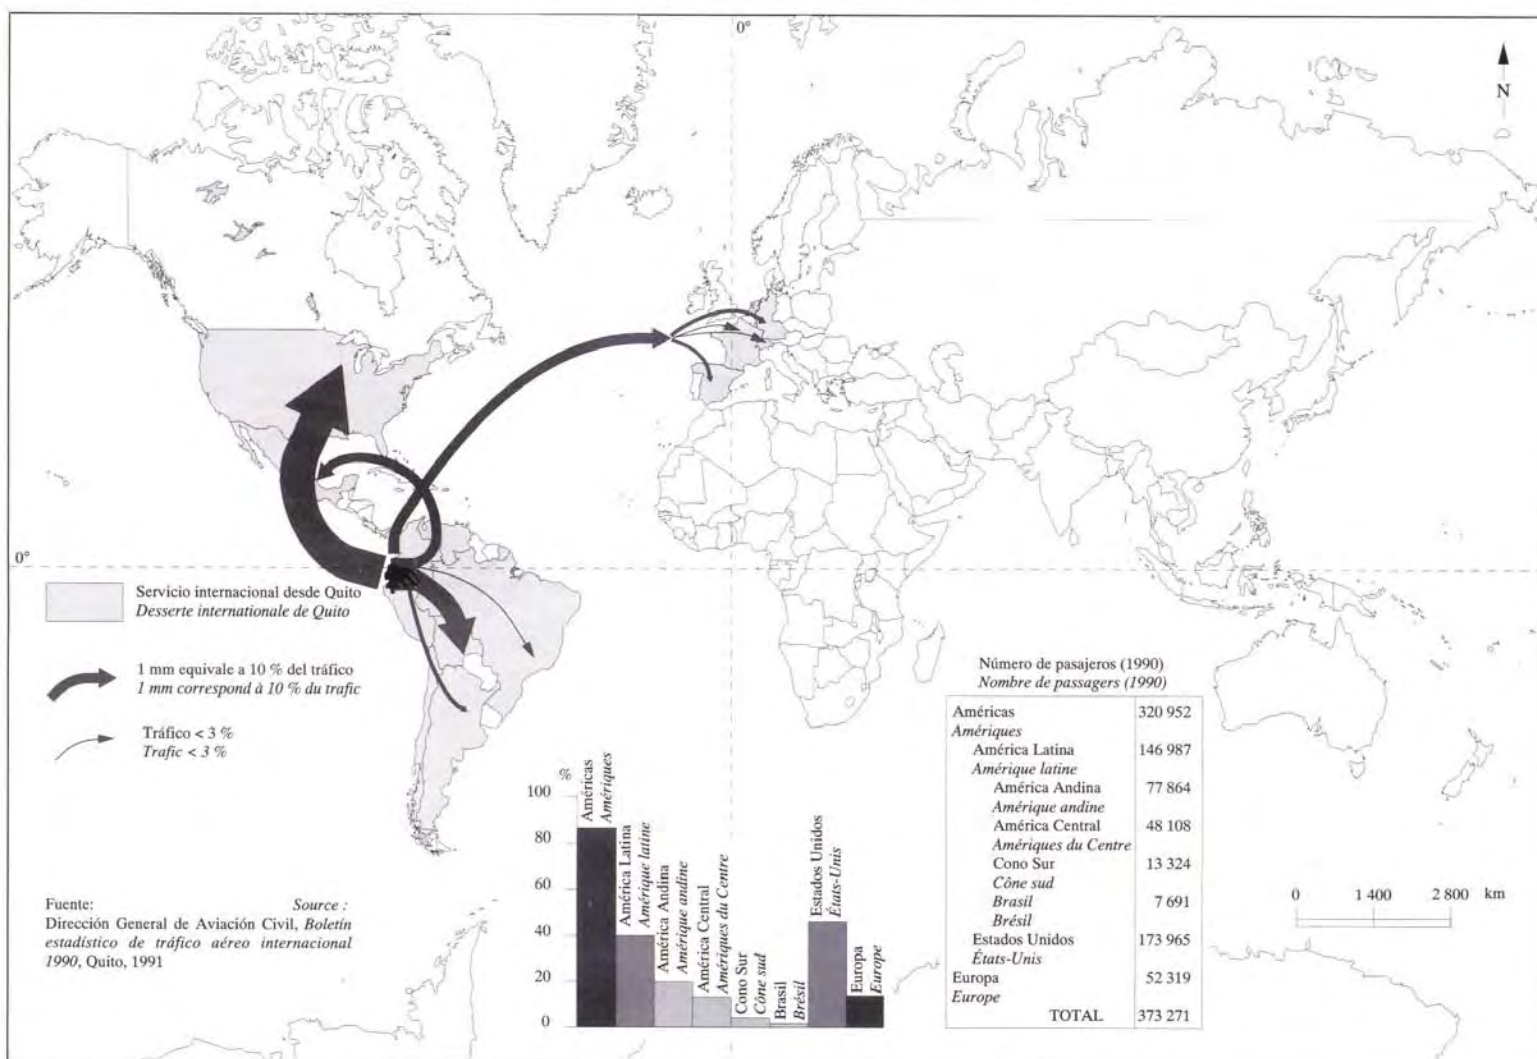 0°
N
0°
Servicio internacional desde Quito
Desserte internationale de Quito
1 mm equivale a 10 % del tráfico
1 mm correspond à 10 % du trafic
Tráfico < 3 %
Trafic < 3 %
Fuente: Source :
Dirección General de Aviación Civil, Boletín
estadístico de tráfico aéreo internacional
1990, Quito, 1991
%
100
80
60
40
20
0
Américas
Amériques
América Latina
Amérique latine
América Andina
Amérique andine
América Central
Amériques du Centre
Cono Sur
Cône sud
Brasil
Brésil
Estados Unidos
États-Unis
Europa
Europe
Número de pasajeros (1990)
Nombre de passagers (1990)
Américas 320 952
Amériques
América Latina 146 987
Amérique latine
América Andina 77 864
Amérique andine
América Central 48 108
Amériques du Centre
Cono Sur 13 324
Cône sud
Brasil 7 691
Brésil
Estados Unidos 173 965
États-Unis
Europa 52 319
Europe
TOTAL 373 271
0 1 400 2 800 km